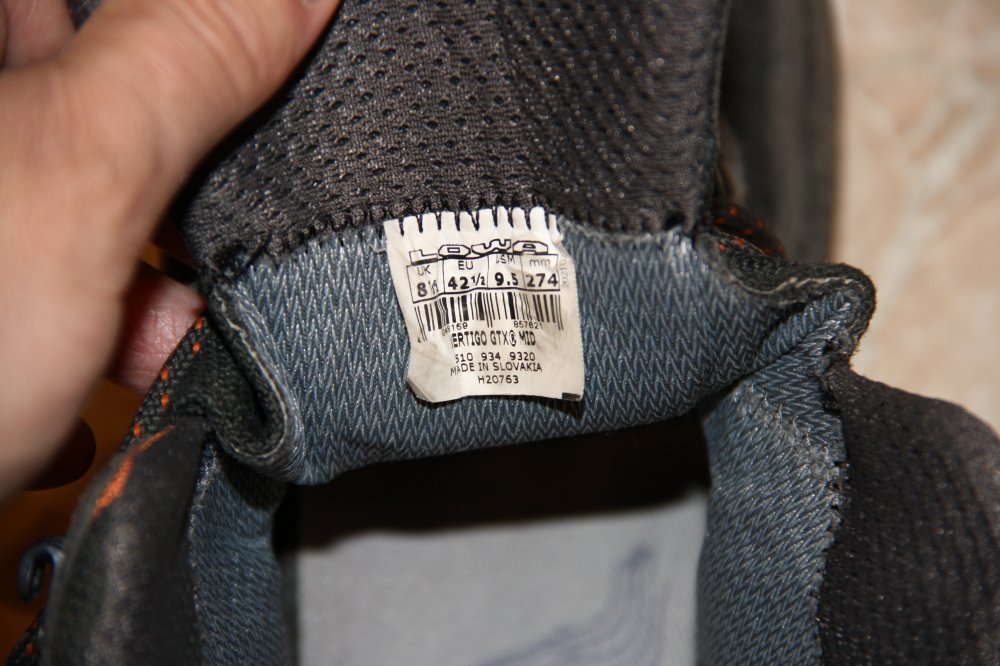 LOWA
UK EU USM mm
8½ 42½ 9.5 274
857821
ERTIGO GTX® MID
510 934 9320
MADE IN SLOVAKIA
H20763